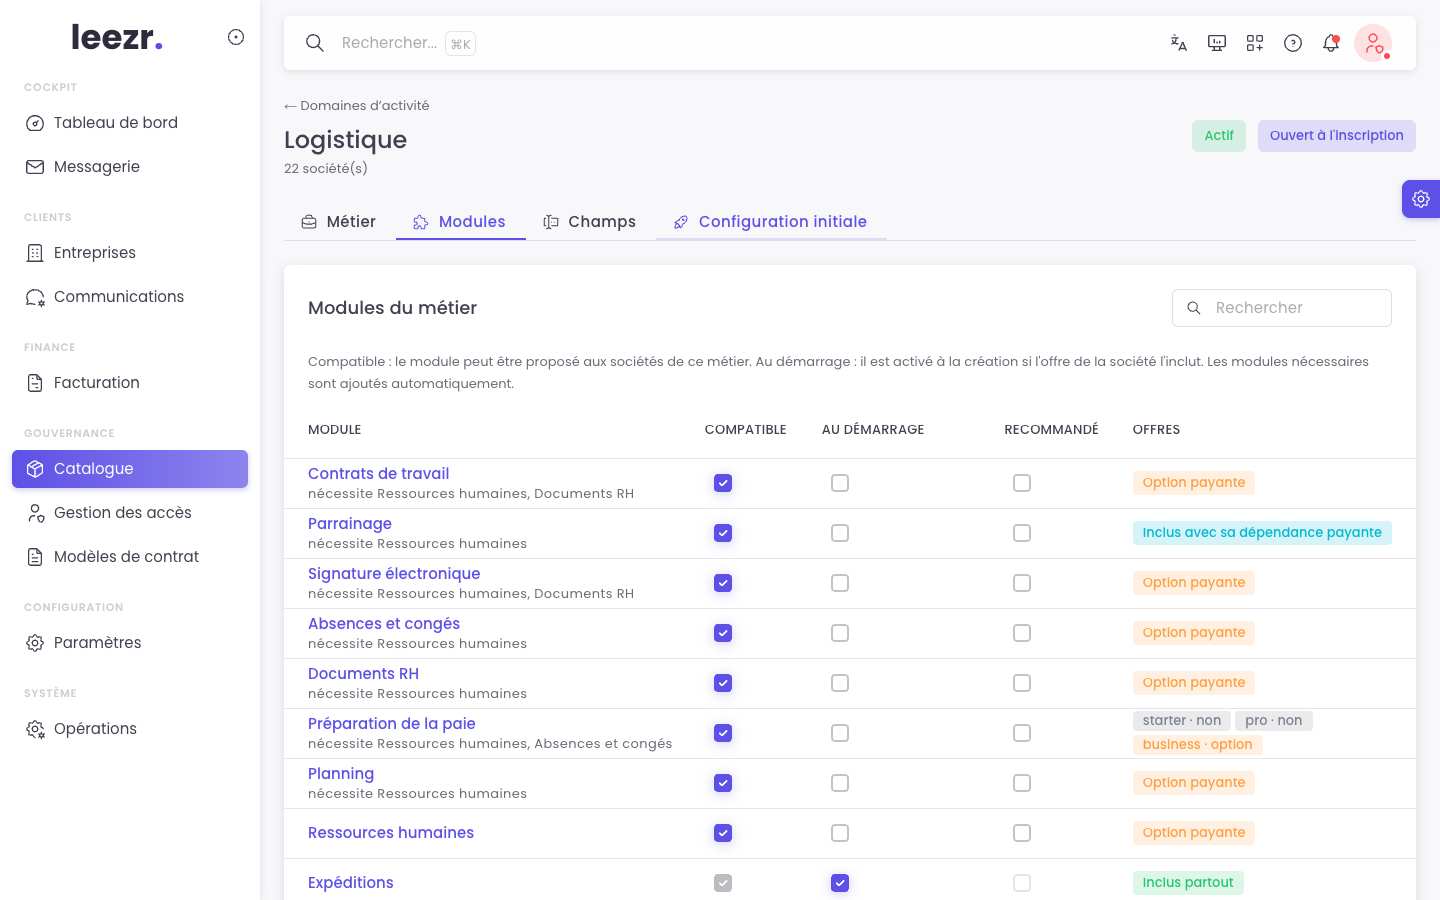 leezr.
Rechercher... ⌘K
COCKPIT
Tableau de bord
Messagerie
CLIENTS
Entreprises
Communications
FINANCE
Facturation
GOUVERNANCE
Catalogue
Gestion des accès
Modèles de contrat
CONFIGURATION
Paramètres
SYSTÈME
Opérations
← Domaines d'activité
Logistique
22 société(s)
Actif
Ouvert à l'inscription
Métier
Modules
Champs
Configuration initiale
Modules du métier
Rechercher
Compatible : le module peut être proposé aux sociétés de ce métier. Au démarrage : il est activé à la création si l'offre de la société l'inclut. Les modules nécessaires
sont ajoutés automatiquement.
MODULE COMPATIBLE AU DÉMARRAGE RECOMMANDÉ OFFRES
Contrats de travail
nécessite Ressources humaines, Documents RH
Option payante
Parrainage
nécessite Ressources humaines
Inclus avec sa dépendance payante
Signature électronique
nécessite Ressources humaines, Documents RH
Option payante
Absences et congés
nécessite Ressources humaines
Option payante
Documents RH
nécessite Ressources humaines
Option payante
Préparation de la paie
nécessite Ressources humaines, Absences et congés
starter · non pro · non
business · option
Planning
nécessite Ressources humaines
Option payante
Ressources humaines
Option payante
Expéditions
Inclus partout